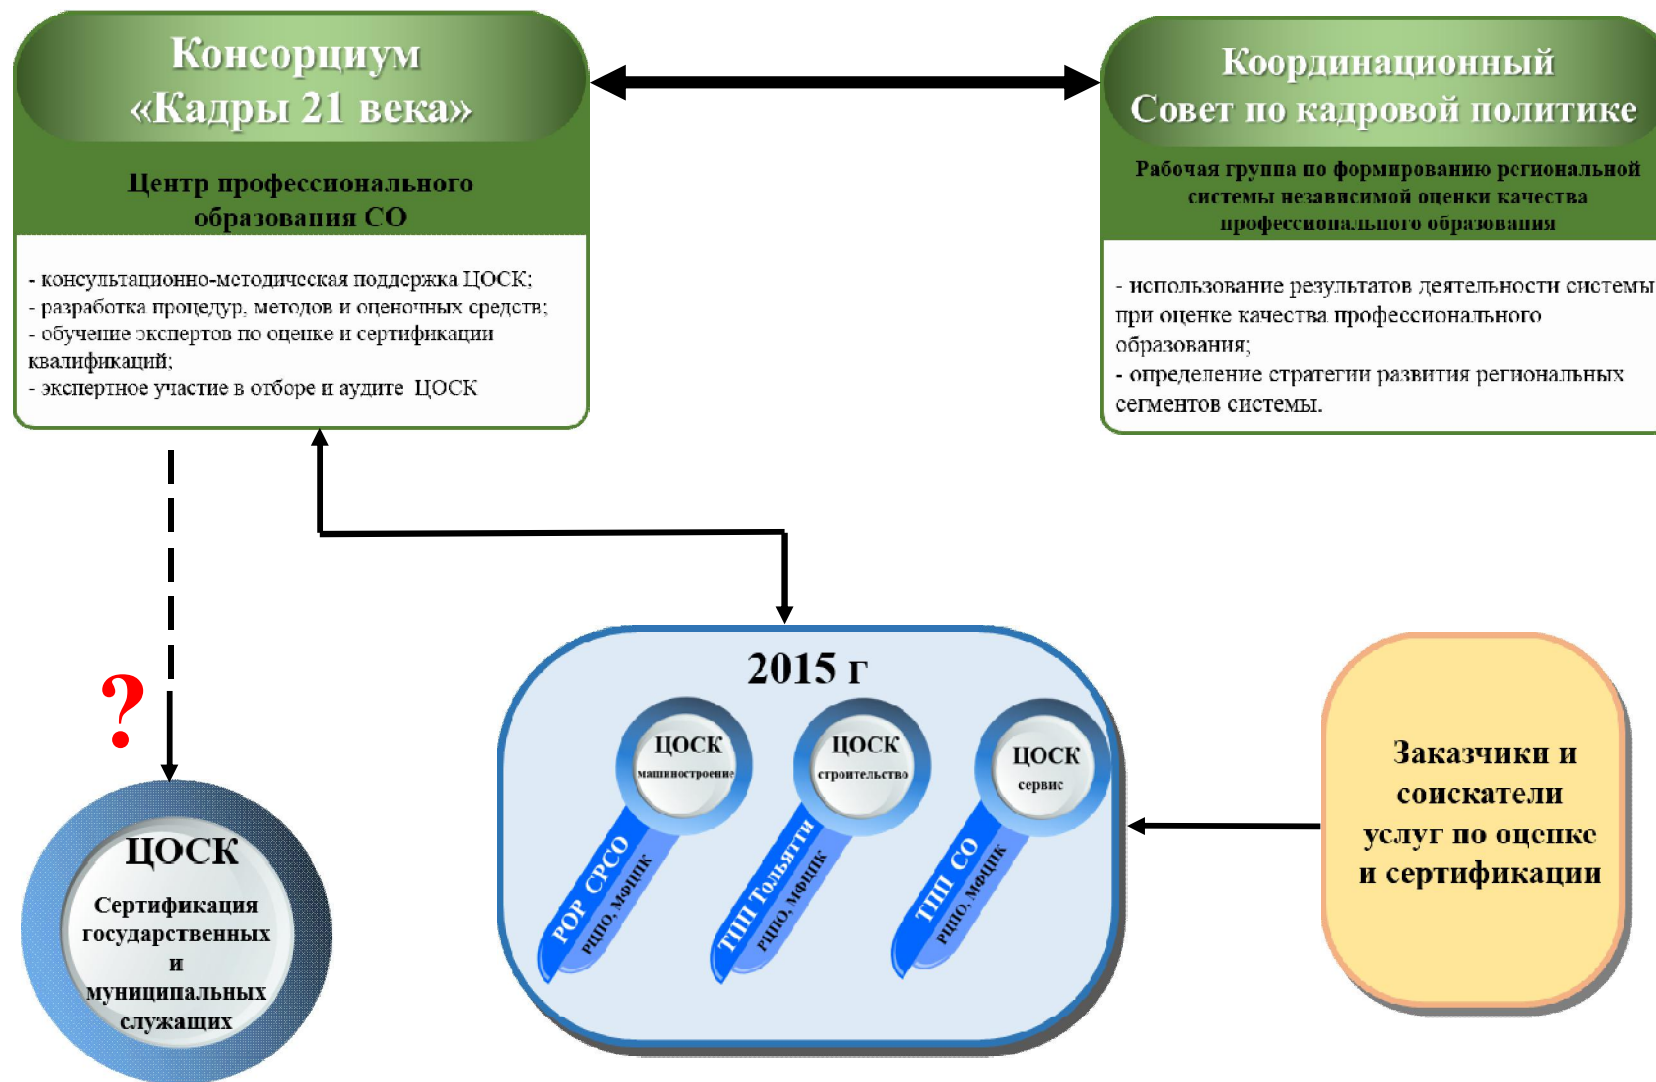 Консорциум
«Кадры 21 века»
Центр профессионального
образования СО
- консультационно-методическая поддержка ЦОСК;
- разработка процедур, методов и оценочных средств;
- обучение экспертов по оценке и сертификации
квалификаций;
- экспертное участие в отборе и аудите ЦОСК
Координационный
Совет по кадровой политике
Рабочая группа по формированию региональной
системы независимой оценки качества
профессионального образования
- использование результатов деятельности системы
при оценке качества профессионального
образования;
- определение стратегии развития региональных
сегментов системы.
?
ЦОСК
Сертификация
государственных
и
муниципальных
служащих
2015 г
ЦОСК
машиностроение
РОР СРСО
РЦПО, МФЦПК
ЦОСК
строительство
ТПП Тольятти
РЦПО, МФЦПК
ЦОСК
сервис
ТПП СО
РЦПО, МФЦПК
Заказчики и
соискатели
услуг по оценке
и сертификации